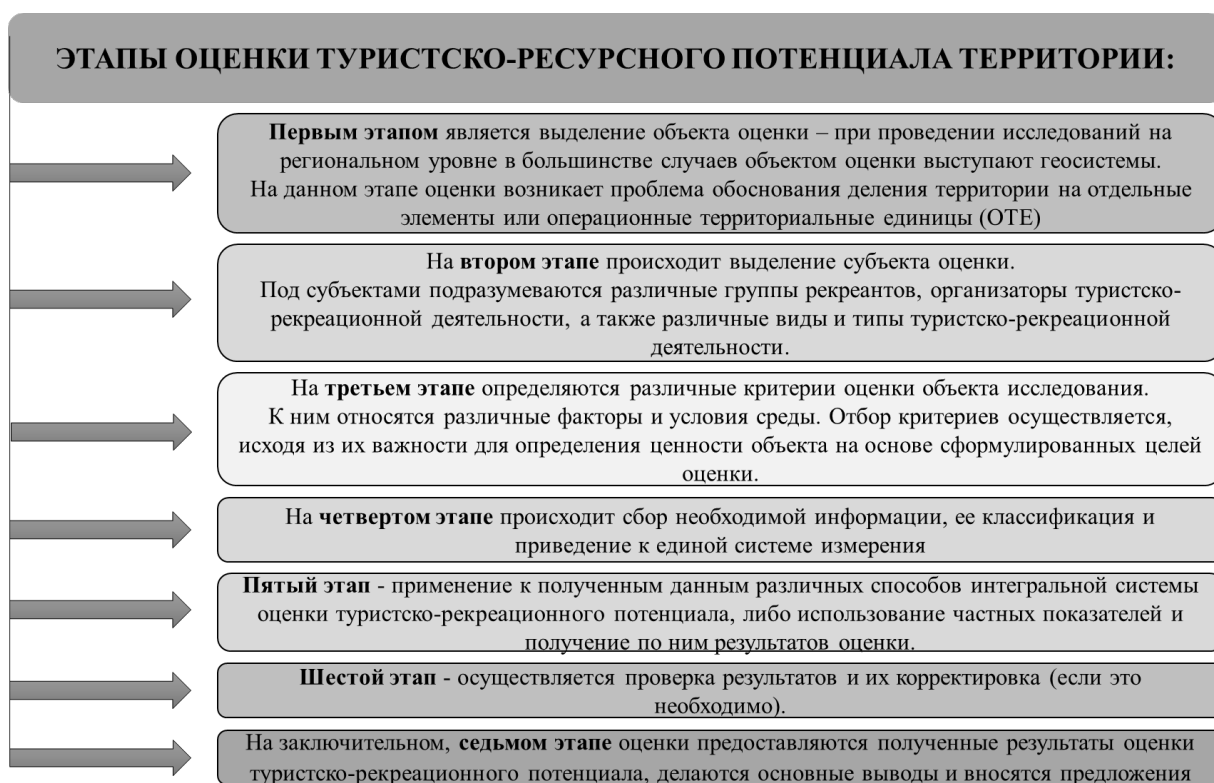 ЭТАПЫ ОЦЕНКИ ТУРИСТСКО-РЕСУРСНОГО ПОТЕНЦИАЛА ТЕРРИТОРИИ:
Первым этапом является выделение объекта оценки – при проведении исследований на
региональном уровне в большинстве случаев объектом оценки выступают геосистемы.
На данном этапе оценки возникает проблема обоснования деления территории на отдельные
элементы или операционные территориальные единицы (ОТЕ)
На втором этапе происходит выделение субъекта оценки.
Под субъектами подразумеваются различные группы рекреантов, организаторы туристско-
рекреационной деятельности, а также различные виды и типы туристско-рекреационной
деятельности.
На третьем этапе определяются различные критерии оценки объекта исследования.
К ним относятся различные факторы и условия среды. Отбор критериев осуществляется,
исходя из их важности для определения ценности объекта на основе сформулированных целей
оценки.
На четвертом этапе происходит сбор необходимой информации, ее классификация и
приведение к единой системе измерения
Пятый этап - применение к полученным данным различных способов интегральной системы
оценки туристско-рекреационного потенциала, либо использование частных показателей и
получение по ним результатов оценки.
Шестой этап - осуществляется проверка результатов и их корректировка (если это
необходимо).
На заключительном, седьмом этапе оценки предоставляются полученные результаты оценки
туристско-рекреационного потенциала, делаются основные выводы и вносятся предложения